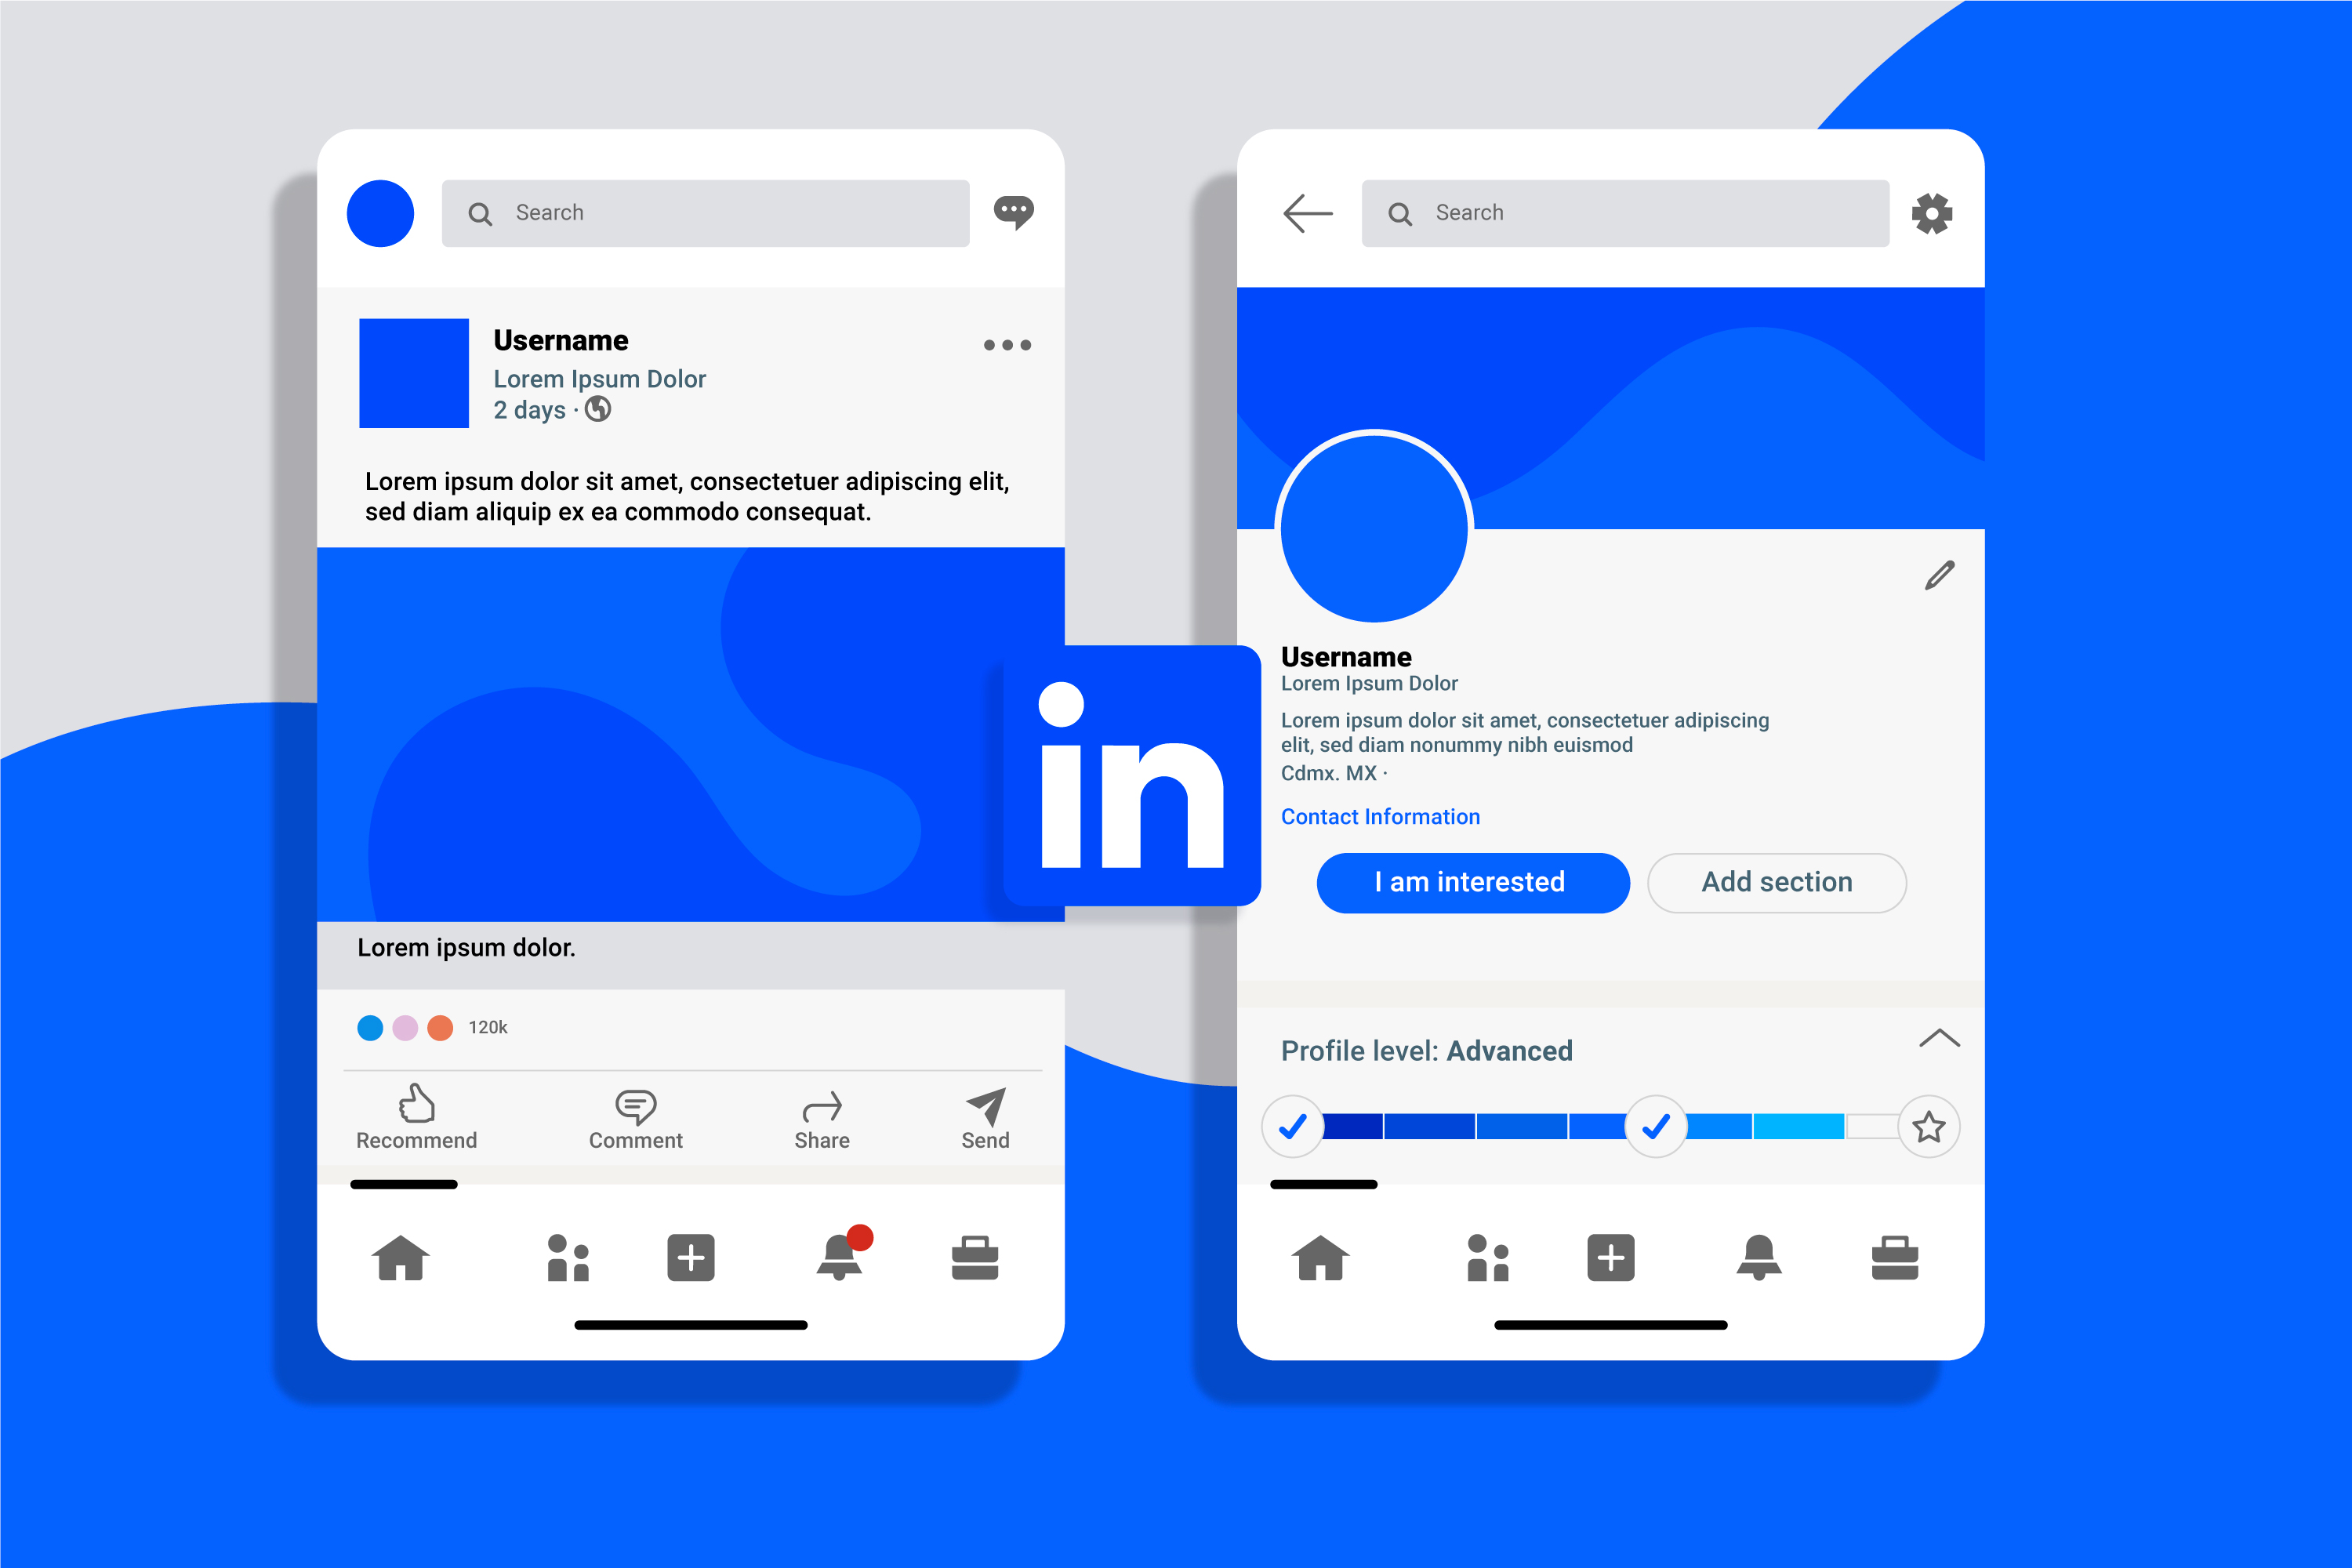 Search
Username
Lorem Ipsum Dolor
2 days ·
Lorem ipsum dolor sit amet, consectetuer adipiscing elit,
sed diam aliquip ex ea commodo consequat.
Lorem ipsum dolor.
120k
Recommend
Comment
Share
Send
in
Search
Username
Lorem Ipsum Dolor
Lorem ipsum dolor sit amet, consectetuer adipiscing
elit, sed diam nonummy nibh euismod
Cdmx. MX ·
Contact Information
I am interested
Add section
Profile level: Advanced